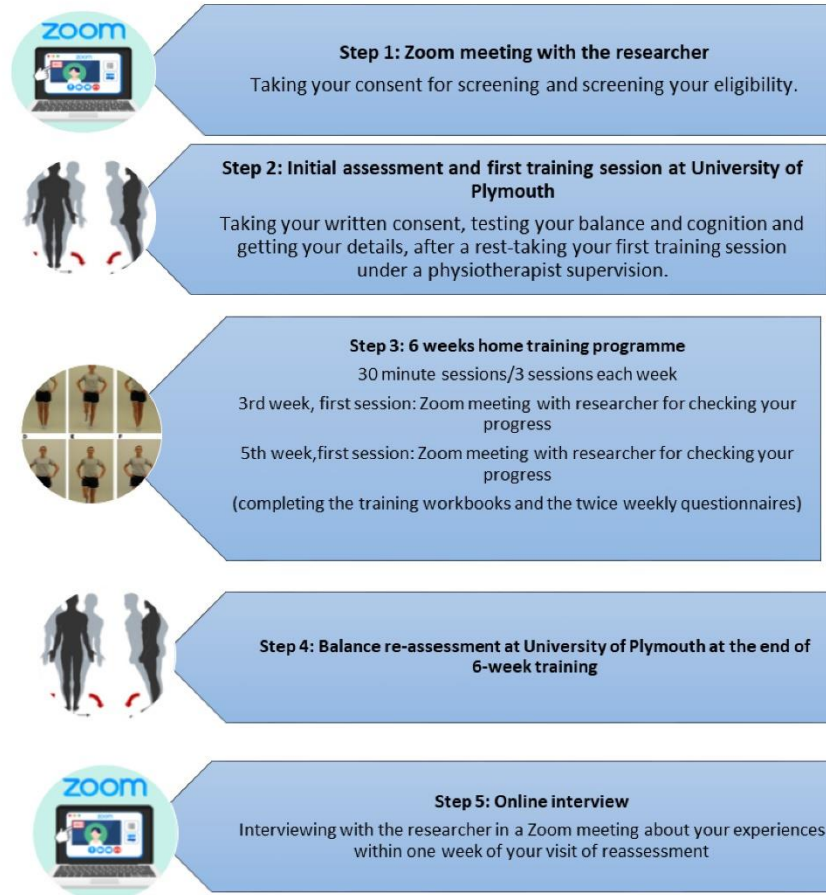 zoom
zoom
Step 1: Zoom meeting with the researcher
Taking your consent for screening and screening your eligibility.
Step 2: Initial assessment and first training session at University of
Plymouth
Taking your written consent, testing your balance and cognition and
getting your details, after a rest-taking your first training session
under a physiotherapist supervision.
Step 3: 6 weeks home training programme
30 minute sessions/3 sessions each week
3rd week, first session: Zoom meeting with researcher for checking your
progress
5th week,first session: Zoom meeting with researcher for checking your
progress
(completing the training workbooks and the twice weekly questionnaires)
E
F
Step 4: Balance re-assessment at University of Plymouth at the end of
6-week training
zoom
zoom
Step 5: Online interview
Interviewing with the researcher in a Zoom meeting about your experiences
within one week of your visit of reassessment